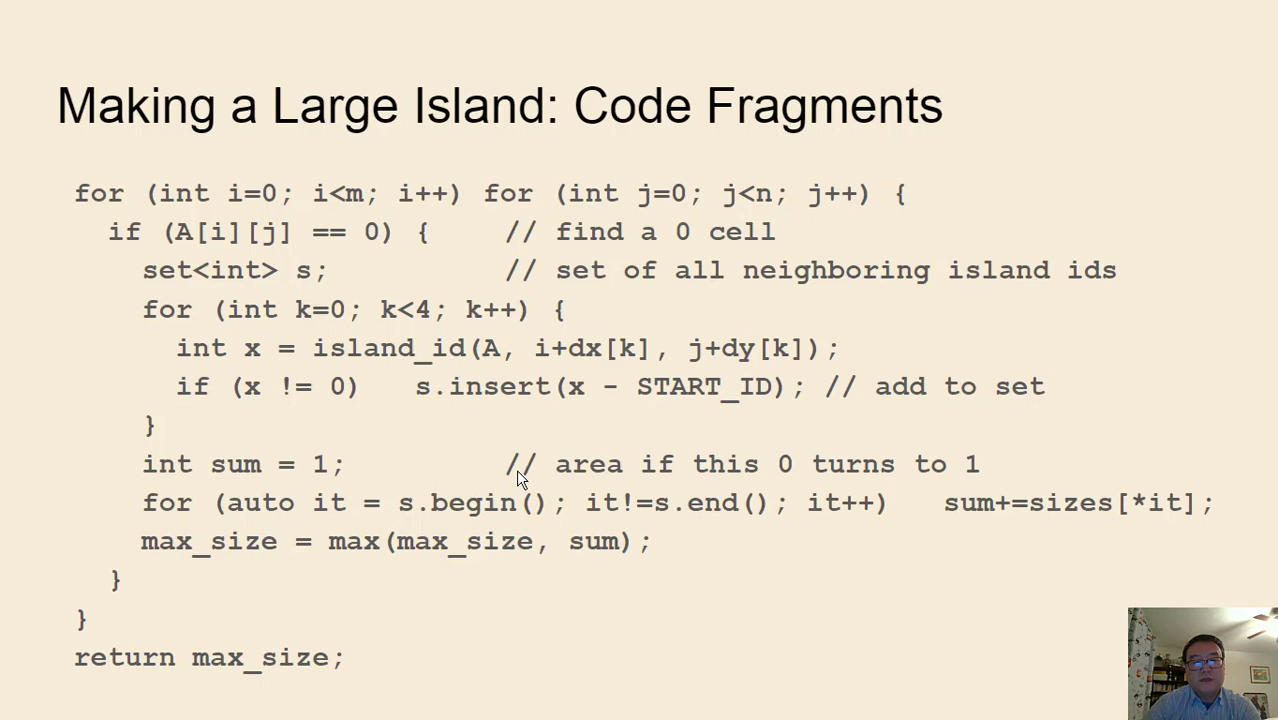 Making a Large Island: Code Fragments
for (int i=0; i<m; i++) for (int j=0; j<n; j++) {
if (A[i][j] == 0) { // find a 0 cell
set<int> s; // set of all neighboring island ids
for (int k=0; k<4; k++) {
int x = island_id(A, i+dx[k], j+dy[k]);
if (x != 0) s.insert(x - START_ID); // add to set
}
int sum = 1; // area if this 0 turns to 1
for (auto it = s.begin(); it!=s.end(); it++) sum+=sizes[*it];
max_size = max(max_size, sum);
}
}
return max_size;